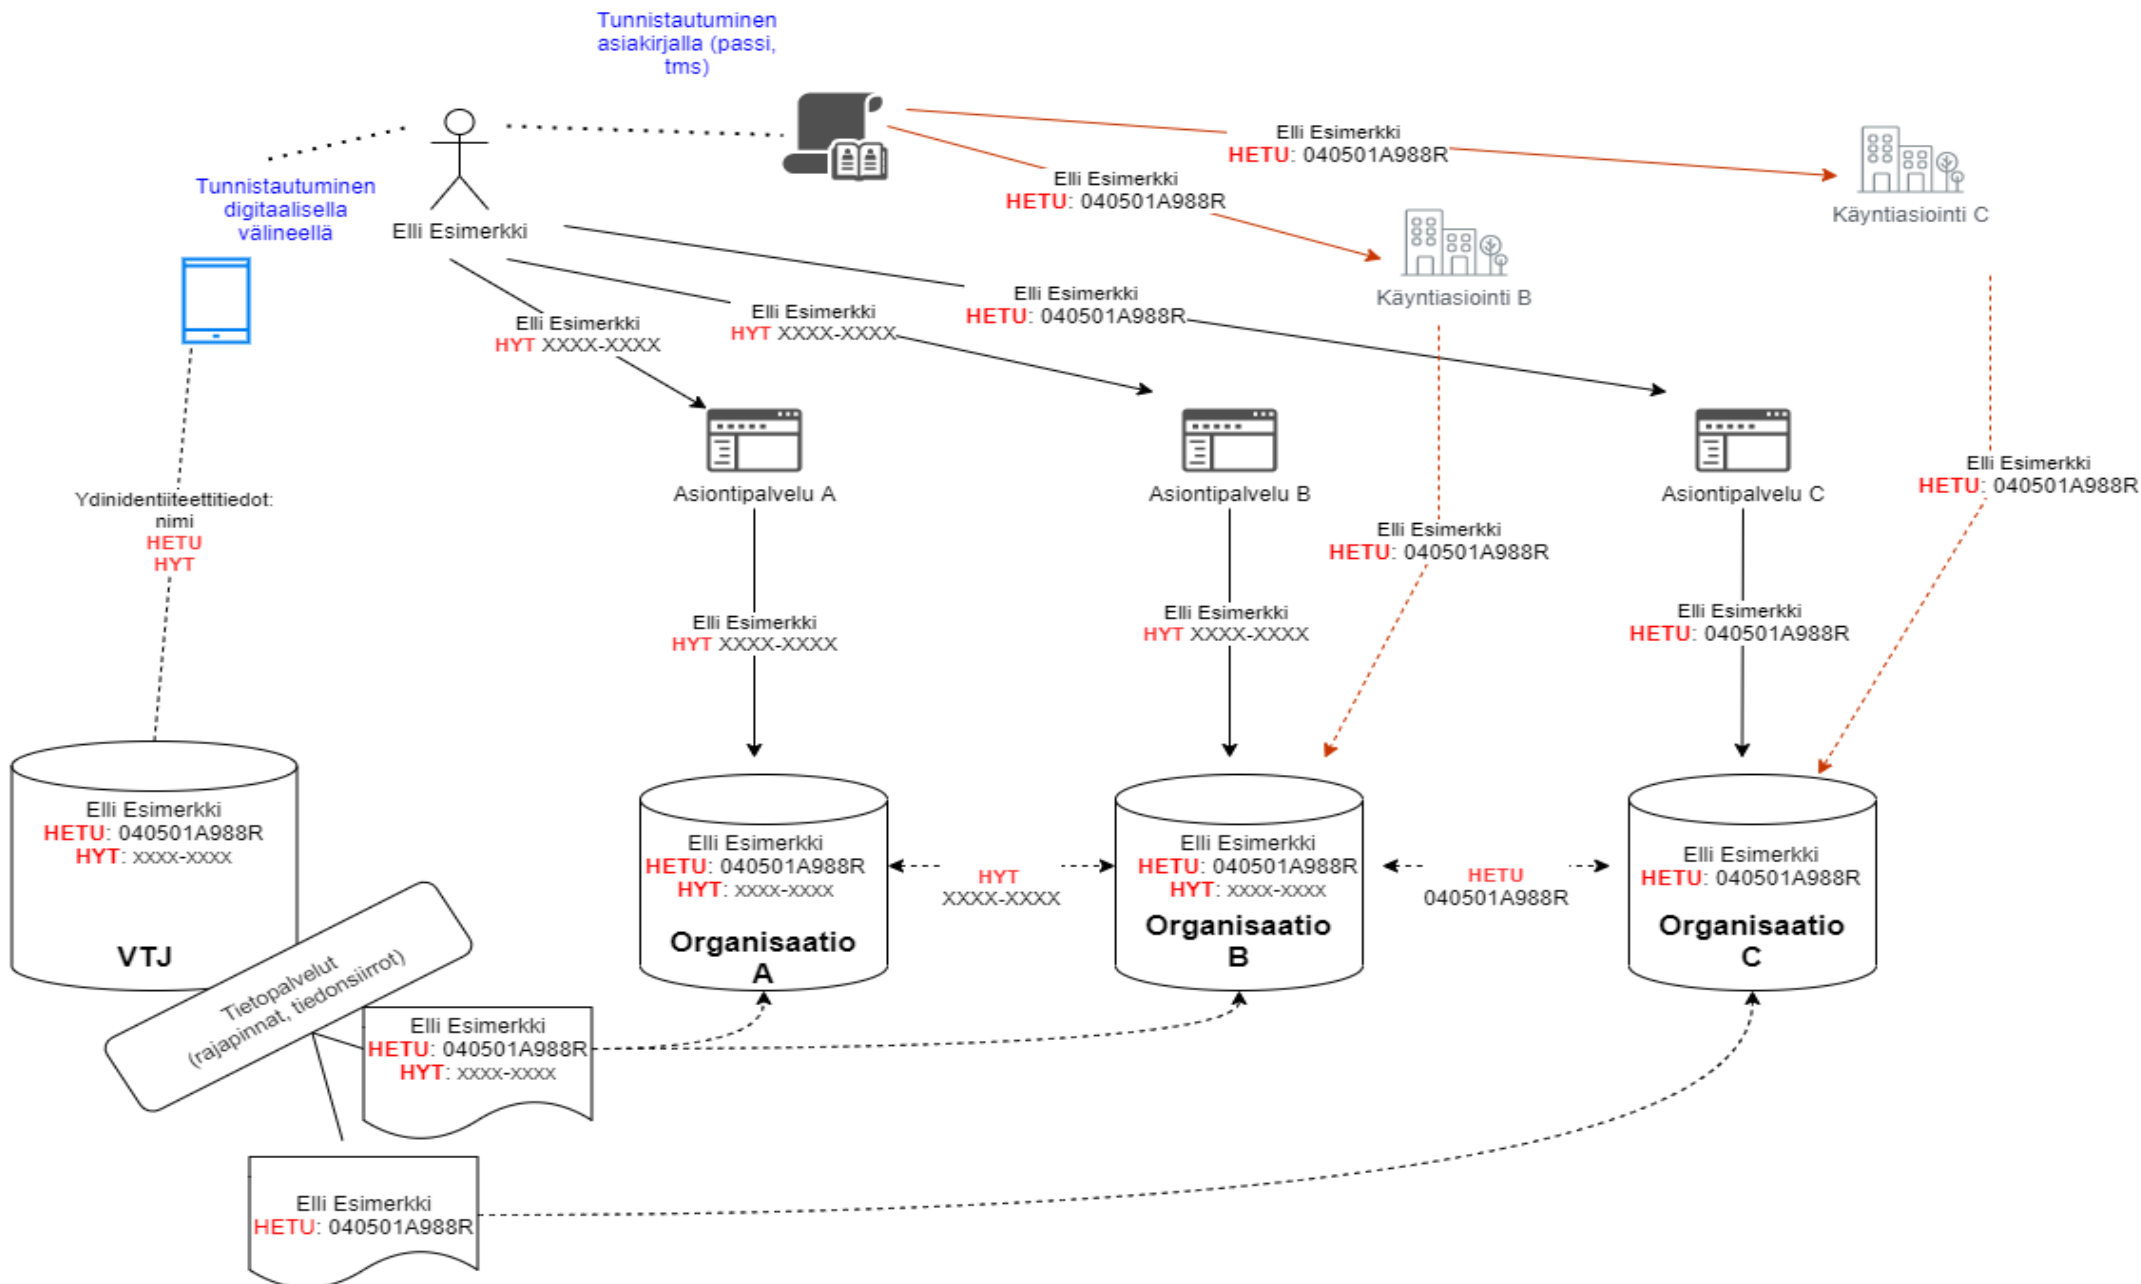 Tunnistautuminen
asiakirjalla (passi,
tms)
Elli Esimerkki
HETU: 040501A988R
Elli Esimerkki
HETU: 040501A988R
Käyntiasiointi C
Tunnistautuminen
digitaalisella
välineellä
Elli Esimerkki
Käyntiasiointi B
Elli Esimerkki
HETU: 040501A988R
Elli Esimerkki
HYT XXXX-XXXX
Elli Esimerkki
HYT XXXX-XXXX
Asiontipalvelu A
Asiontipalvelu B
Asiontipalvelu C
Elli Esimerkki
HETU: 040501A988R
Ydinidentiteettitiedot:
nimi
HETU
HYT
Elli Esimerkki
HETU: 040501A988R
Elli Esimerkki
HYT XXXX-XXXX
Elli Esimerkki
HYT XXXX-XXXX
Elli Esimerkki
HETU: 040501A988R
Elli Esimerkki
HETU: 040501A988R
HYT: xxxx-xxxx
VTJ
Elli Esimerkki
HETU: 040501A988R
HYT: xxxx-xxxx
Organisaatio
A
HYT
XXXX-XXXX
Elli Esimerkki
HETU: 040501A988R
HYT: xxxx-xxxx
Organisaatio
B
HETU
040501A988R
Elli Esimerkki
HETU: 040501A988R
Organisaatio
C
Tietopalvelut
(rajapinnat, tiedonsiirrot)
Elli Esimerkki
HETU: 040501A988R
HYT: xxxx-xxxx
Elli Esimerkki
HETU: 040501A988R